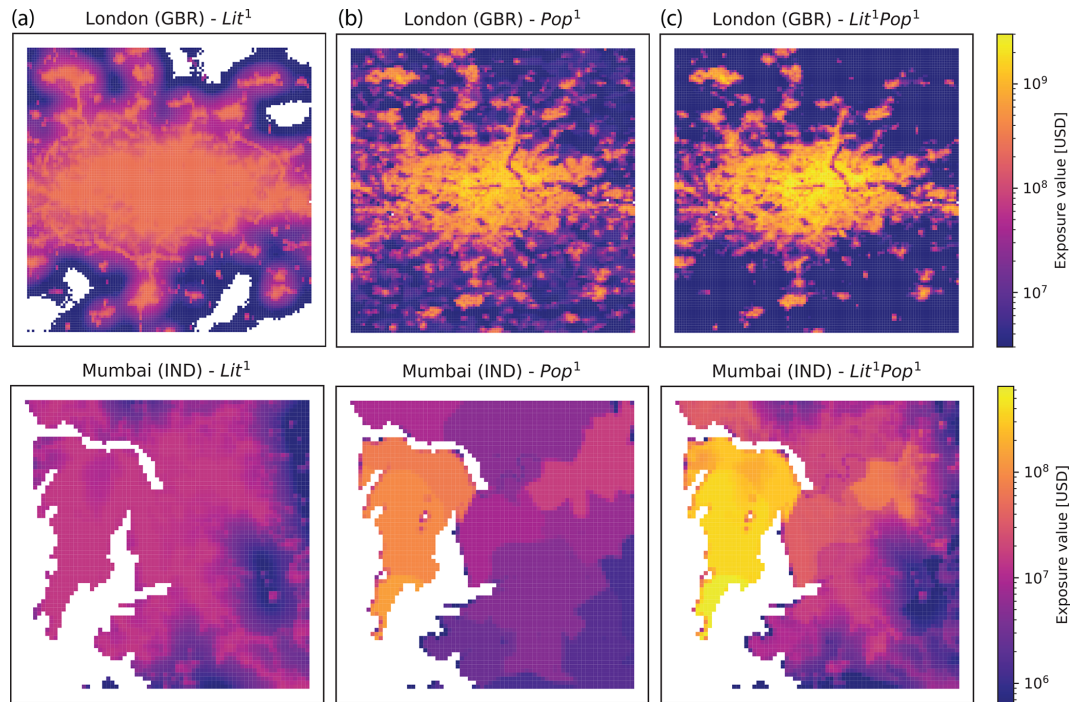 (a) London (GBR) - Lit¹
(b) London (GBR) - Pop¹
(c) London (GBR) - Lit¹Pop¹
10⁹
10⁸
10⁷
Exposure value [USD]
Mumbai (IND) - Lit¹
Mumbai (IND) - Pop¹
Mumbai (IND) - Lit¹Pop¹
10⁸
10⁷
10⁶
Exposure value [USD]